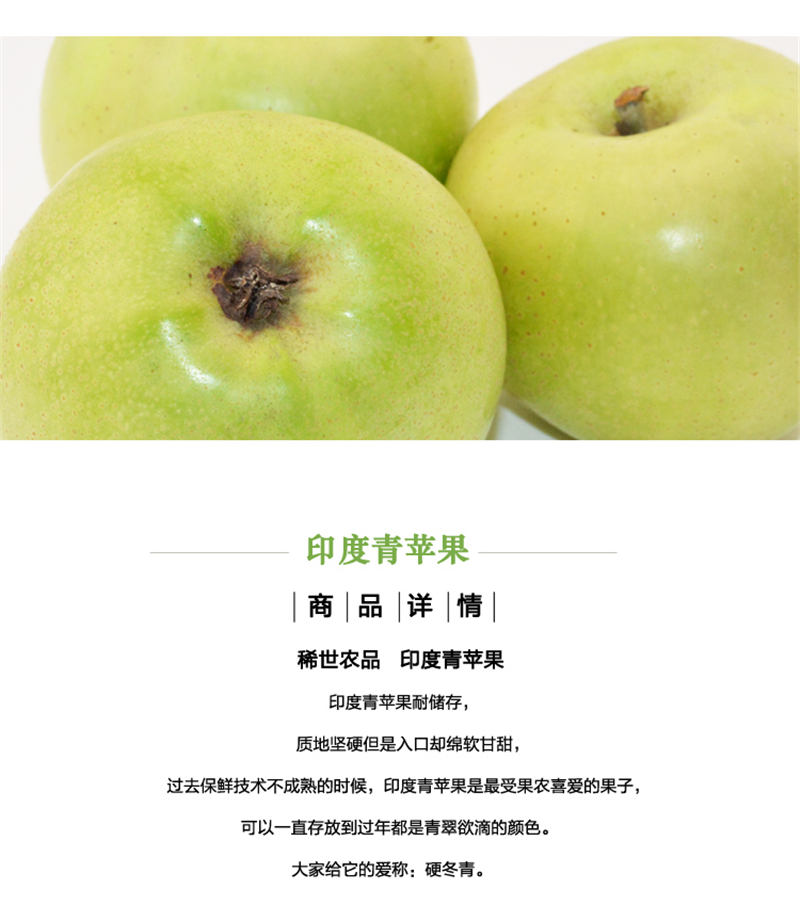 印度青苹果
商品详情
稀世农品 印度青苹果
印度青苹果耐储存，
质地坚硬但是入口却绵软甘甜，
过去保鲜技术不成熟的时候，印度青苹果是最受果农喜爱的果子，
可以一直存放到过年都是青翠欲滴的颜色。
大家给它的爱称：硬冬青。